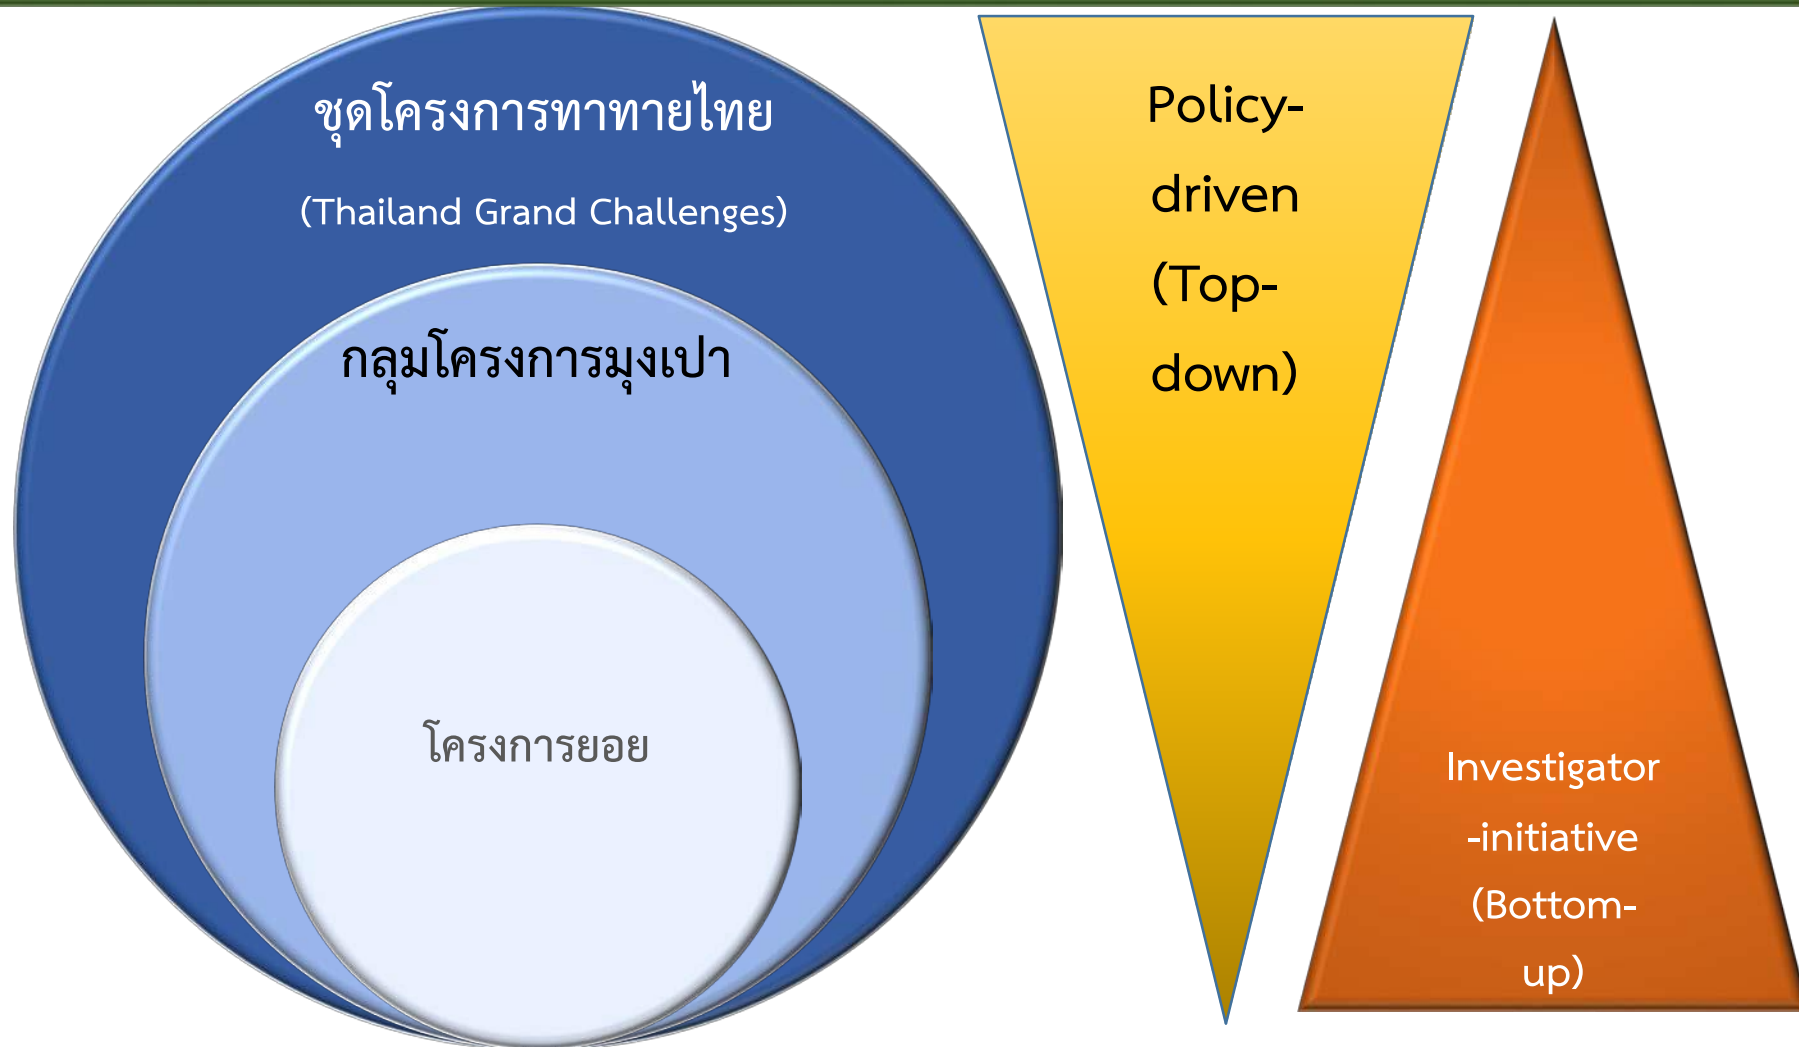 ชุดโครงการทาทายไทย
(Thailand Grand Challenges)
กลุมโครงการมุงเปา
โครงการยอย
Policy-
driven
(Top-
down)
Investigator
-initiative
(Bottom-
up)